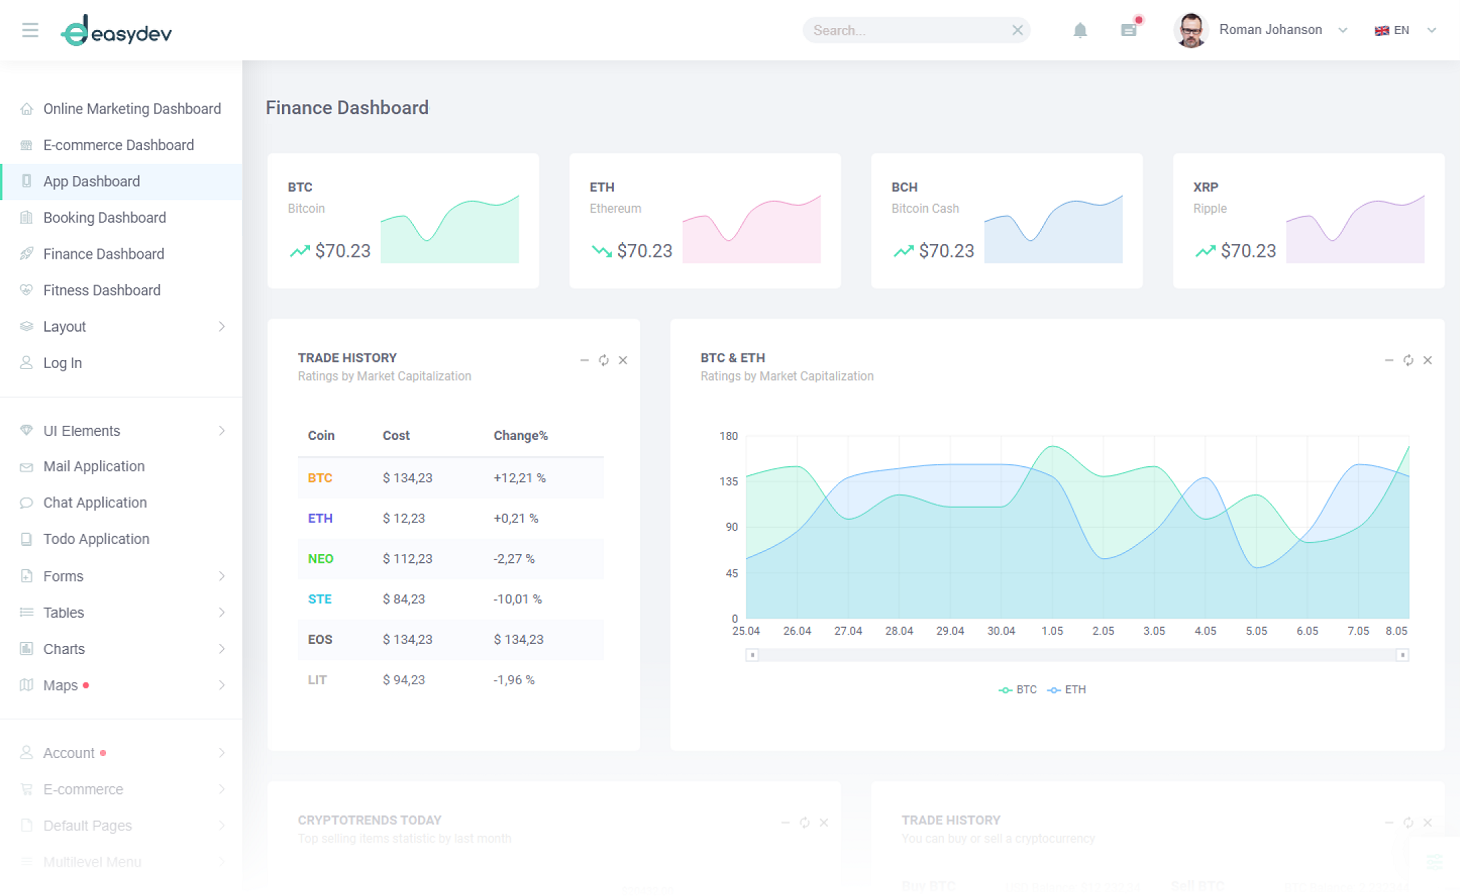 easydev
Search...
Roman Johanson
EN
Online Marketing Dashboard
E-commerce Dashboard
App Dashboard
Booking Dashboard
Finance Dashboard
Fitness Dashboard
Layout
Log In
UI Elements
Mail Application
Chat Application
Todo Application
Forms
Tables
Charts
Maps
Account
E-commerce
Default Pages
Multilevel Menu
Finance Dashboard
BTC
Bitcoin
$70.23
ETH
Ethereum
$70.23
BCH
Bitcoin Cash
$70.23
XRP
Ripple
$70.23
TRADE HISTORY
Ratings by Market Capitalization
Coin Cost Change%
BTC $ 134,23 +12,21 %
ETH $ 12,23 +0,21 %
NEO $ 112,23 -2,27 %
STE $ 84,23 -10,01 %
EOS $ 134,23 $ 134,23
LIT $ 94,23 -1,96 %
BTC & ETH
Ratings by Market Capitalization
180
135
90
45
0
25.04 26.04 27.04 28.04 29.04 30.04 1.05 2.05 3.05 4.05 5.05 6.05 7.05 8.05
BTC ETH
CRYPTOTRENDS TODAY
Top selling items statistic by last month
TRADE HISTORY
You can buy or sell a cryptocurrency
Buy BTC
Sell BTC